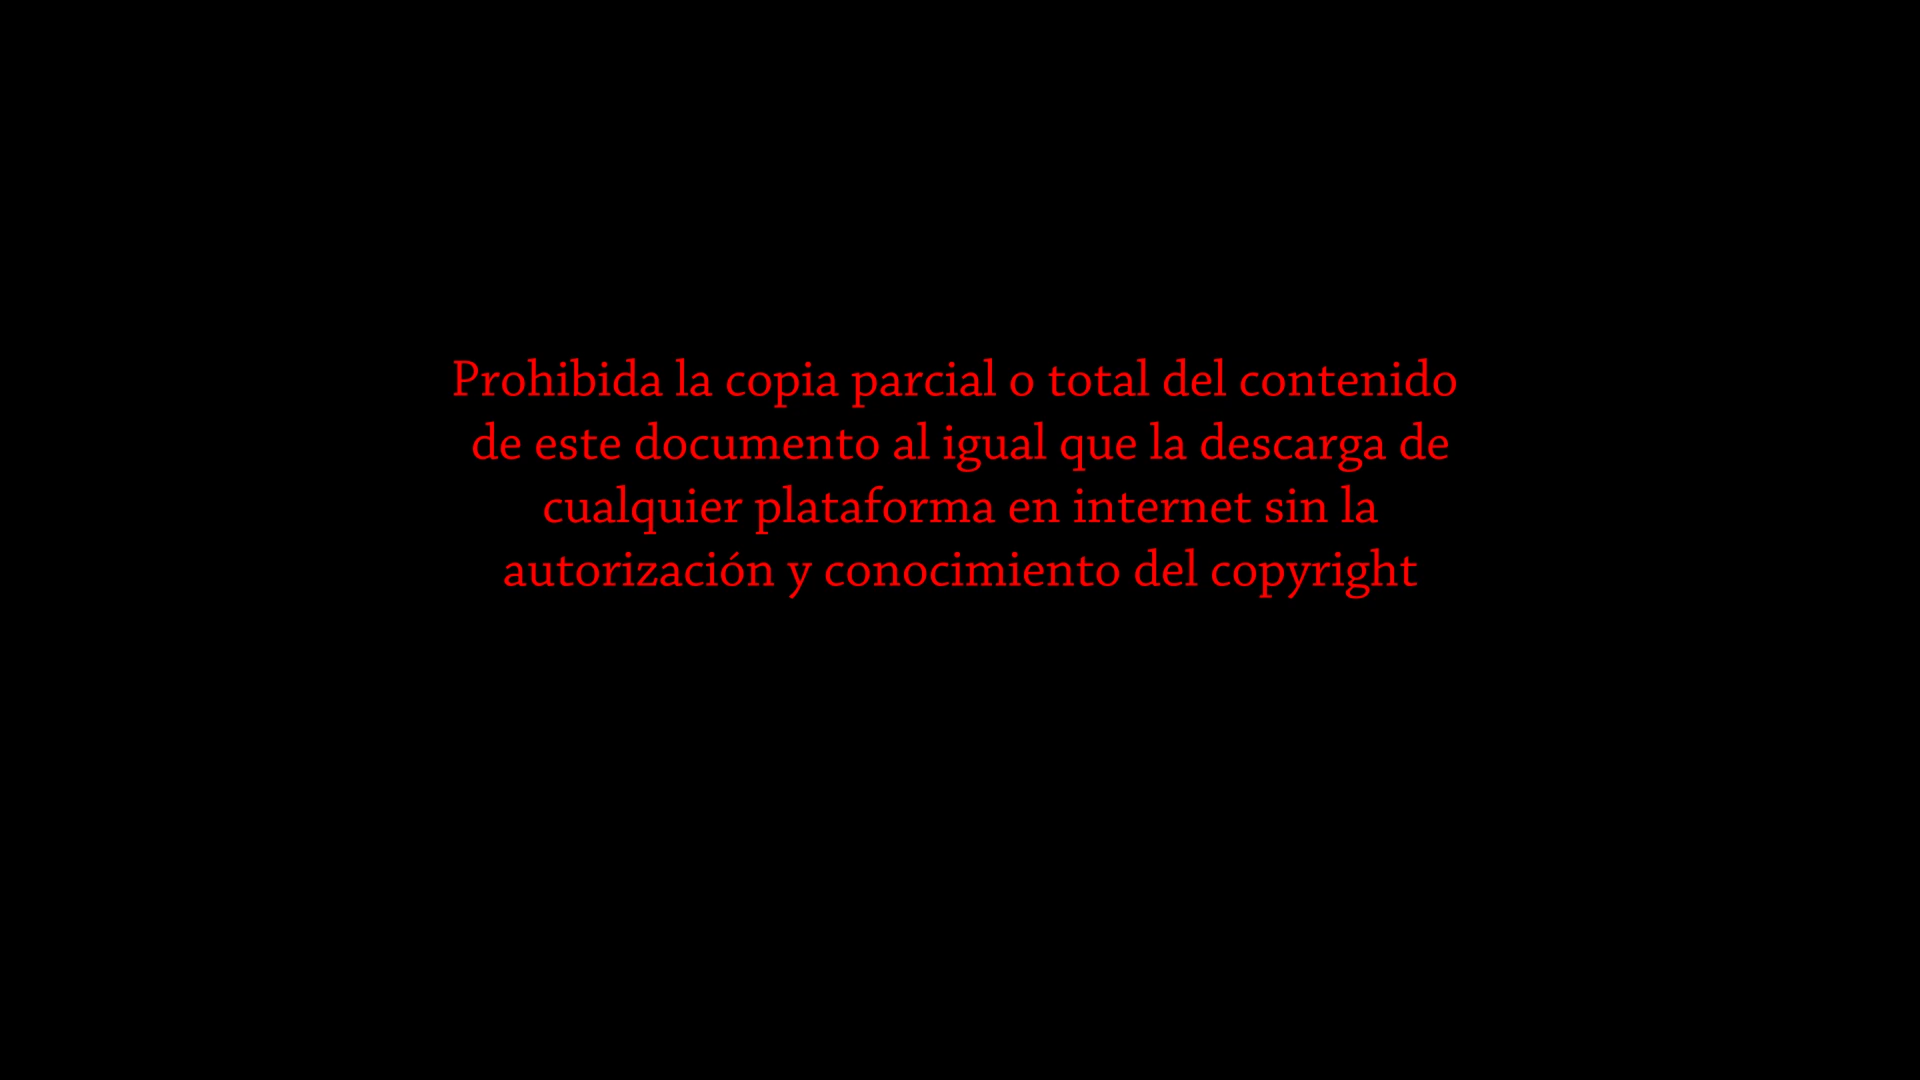 Prohibida la copia parcial o total del contenido
de este documento al igual que la descarga de
cualquier plataforma en internet sin la
autorización y conocimiento del copyright